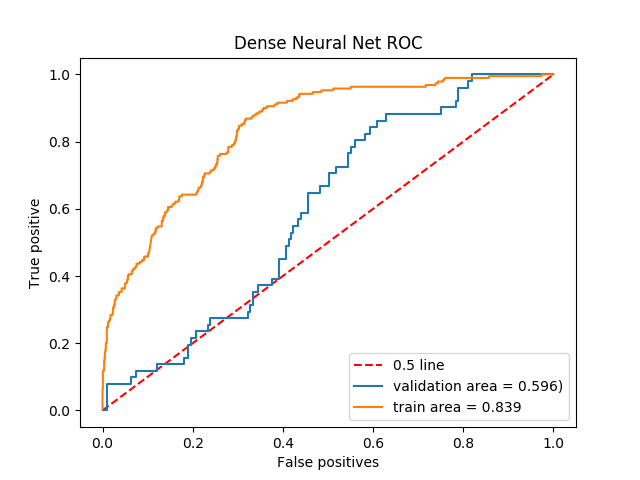 Dense Neural Net ROC
1.0
0.8
0.6
0.4
0.2
0.0
True positive
0.5 line
validation area = 0.596)
train area = 0.839
0.0 0.2 0.4 0.6 0.8 1.0
False positives